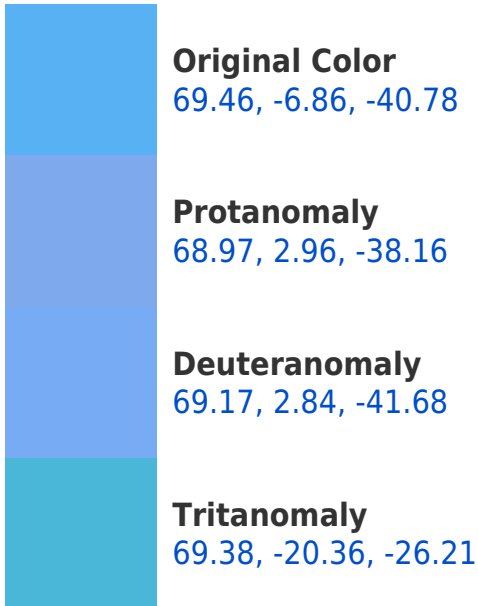 Original Color
69.46, -6.86, -40.78
Protanomaly
68.97, 2.96, -38.16
Deuteranomaly
69.17, 2.84, -41.68
Tritanomaly
69.38, -20.36, -26.21